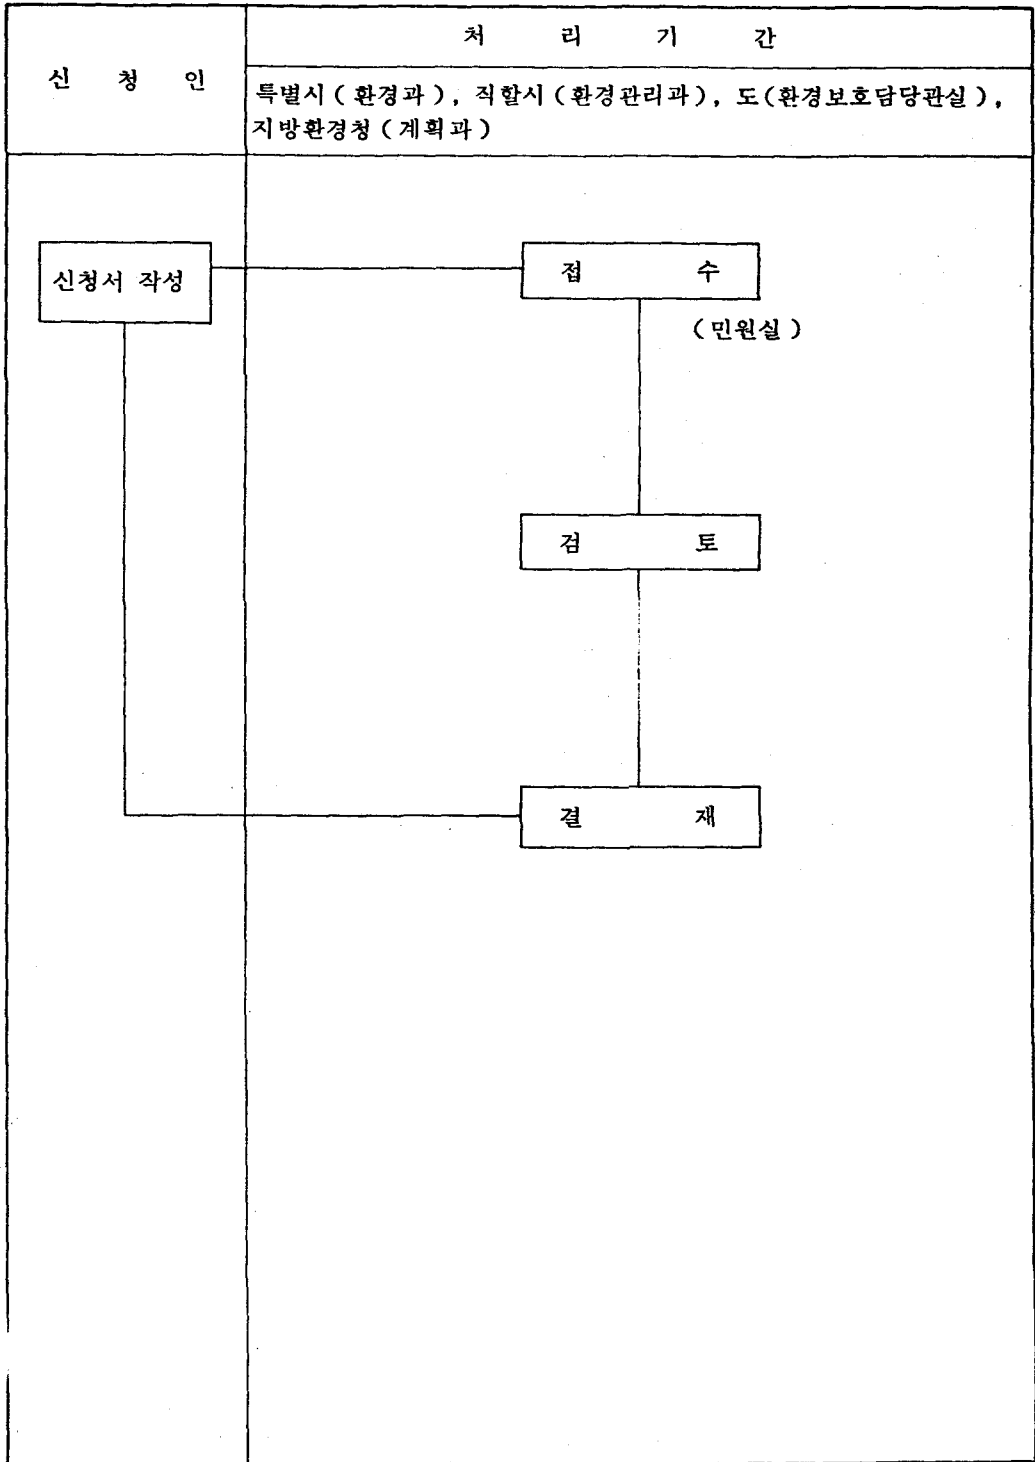 신 청 인
처 리 기 간
특별시 ( 환경과 ), 직할시 ( 환경관리과 ), 도 (환경보호담당관실 ),
지방환경청 ( 계획과 )
신청서 작성
접 수
( 민원실 )
검 토
결 재